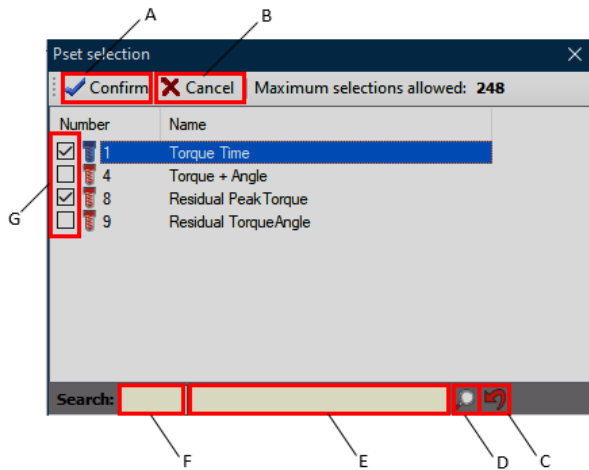 A
B
Pset selection
Confirm Cancel Maximum selections allowed: 248
Number Name
1 Torque Time
4 Torque + Angle
8 Residual PeakTorque
9 Residual TorqueAngle
G
Search:
F
E
D
C